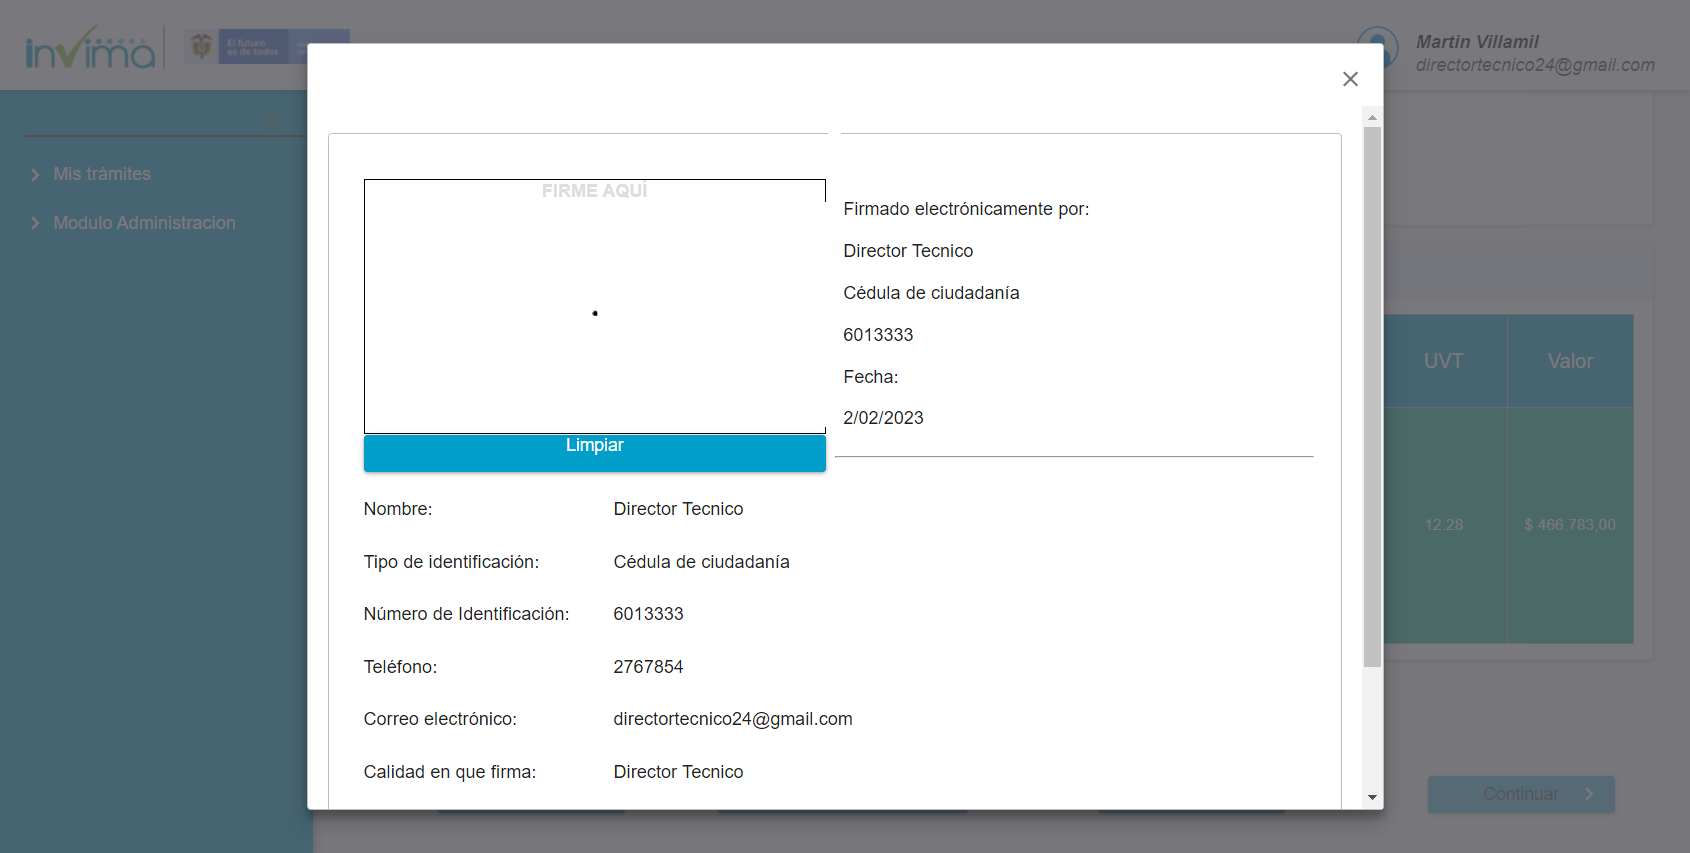 invima
El futuro
es de todos
Martin Villamil
directortecnico24@gmail.com
Mis trámites
Modulo Administracion
FIRME AQUÍ
Limpiar
Firmado electrónicamente por:
Director Tecnico
Cédula de ciudadanía
6013333
Fecha:
2/02/2023
Nombre: Director Tecnico
Tipo de identificación: Cédula de ciudadanía
Número de Identificación: 6013333
Teléfono: 2767854
Correo electrónico: directortecnico24@gmail.com
Calidad en que firma: Director Tecnico
UVT Valor
12.28 $ 466.783,00
Continuar